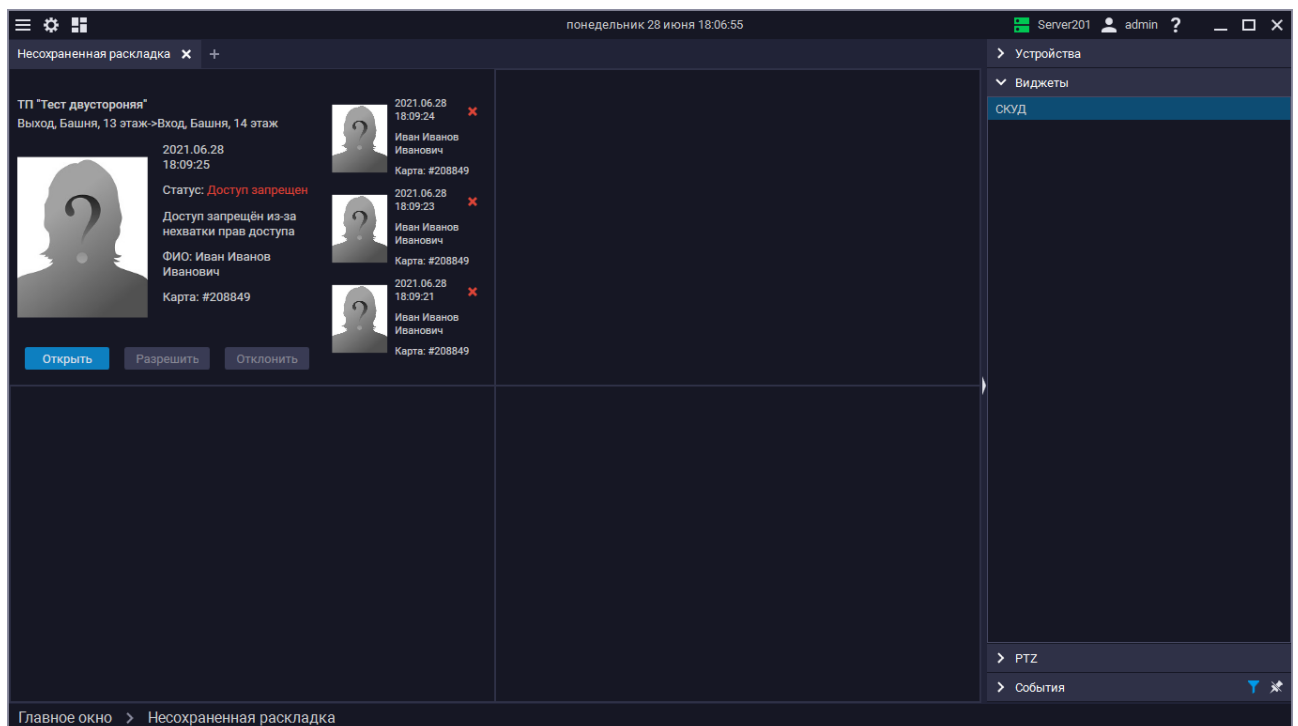 понедельник 28 июня 18:06:55
Server201 admin ?
Несохраненная раскладка
Устройства
Виджеты
СКУД
ТП "Тест двустороняя"
Выход, Башня, 13 этаж->Вход, Башня, 14 этаж
2021.06.28
18:09:25
Статус: Доступ запрещен
Доступ запрещён из-за
нехватки прав доступа
ФИО: Иван Иванов
Иванович
Карта: #208849
2021.06.28
18:09:24
Иван Иванов
Иванович
Карта: #208849
2021.06.28
18:09:23
Иван Иванов
Иванович
Карта: #208849
2021.06.28
18:09:21
Иван Иванов
Иванович
Карта: #208849
Открыть Разрешить Отклонить
PTZ
События
Главное окно > Несохраненная раскладка